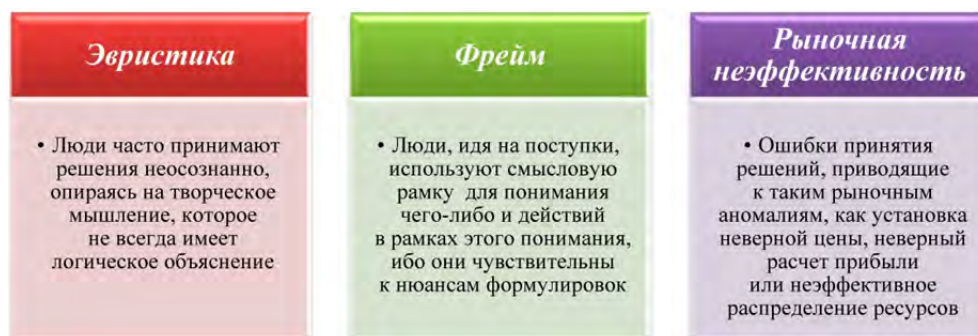 Эвристика
• Люди часто принимают
решения неосознанно,
опираясь на творческое
мышление, которое
не всегда имеет
логическое объяснение
Фрейм
• Люди, идя на поступки,
используют смысловую
рамку для понимания
чего-либо и действий
в рамках этого понимания,
ибо они чувствительны
к нюансам формулировок
Рыночная
неэффективность
• Ошибки принятия
решений, приводящие
к таким рыночным
аномалиям, как установка
неверной цены, неверный
расчет прибыли
или неэффективное
распределение ресурсов